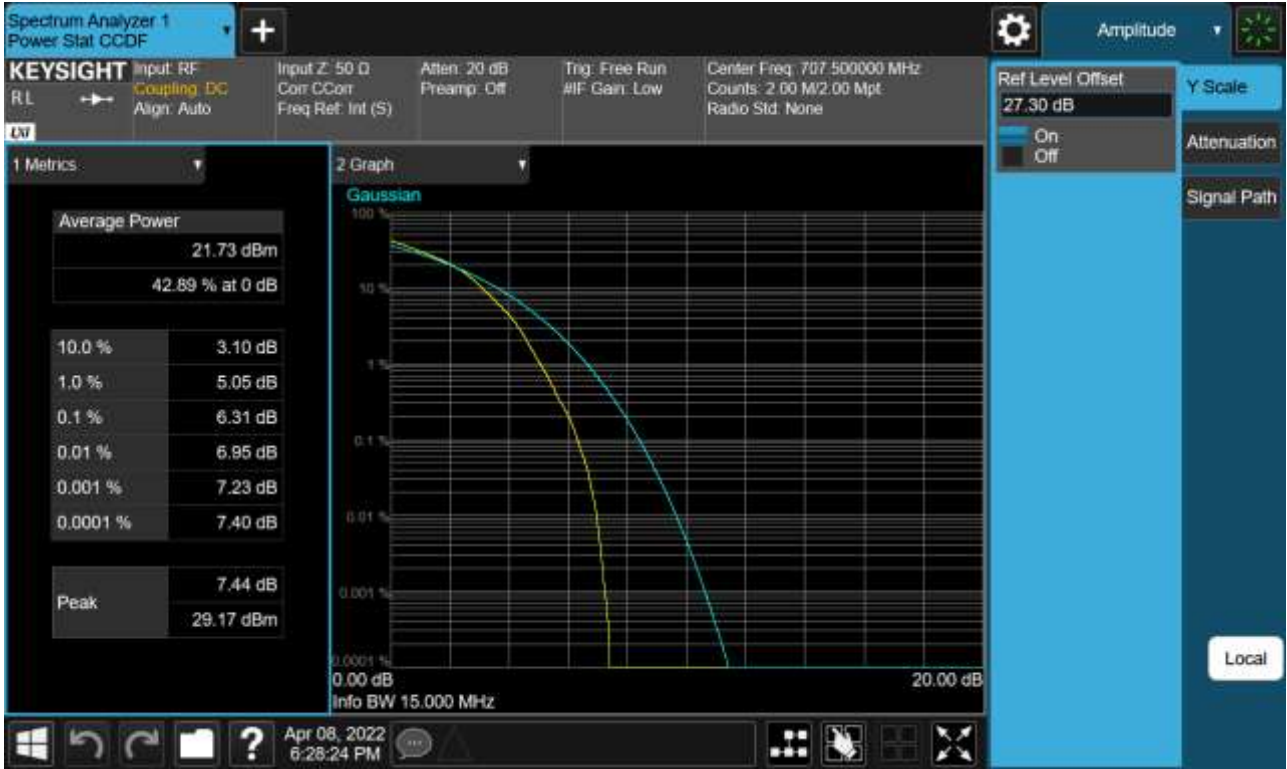 Spectrum Analyzer 1
Power Stat CCDF
+
Amplitude
KEYSIGHT
RL
LXI
Input: RF
Coupling: DC
Align: Auto
Input Z: 50 Ω
Corr CCorr
Freq Ref: Int (S)
Atten: 20 dB
Preamp: Off
Trig: Free Run
#IF Gain: Low
Center Freq: 707.500000 MHz
Counts: 2.00 M/2.00 Mpt
Radio Std: None
Ref Level Offset
27.30 dB
On
Off
Y Scale
Attenuation
Signal Path
Local
1 Metrics
Average Power
21.73 dBm
42.89 % at 0 dB
10.0 % 3.10 dB
1.0 % 5.05 dB
0.1 % 6.31 dB
0.01 % 6.95 dB
0.001 % 7.23 dB
0.0001 % 7.40 dB
Peak
7.44 dB
29.17 dBm
2 Graph
Gaussian
100 %
10 %
1 %
0.1 %
0.01 %
0.001 %
0.0001 %
0.00 dB 20.00 dB
Info BW 15.000 MHz
?
Apr 08, 2022
6:28:24 PM